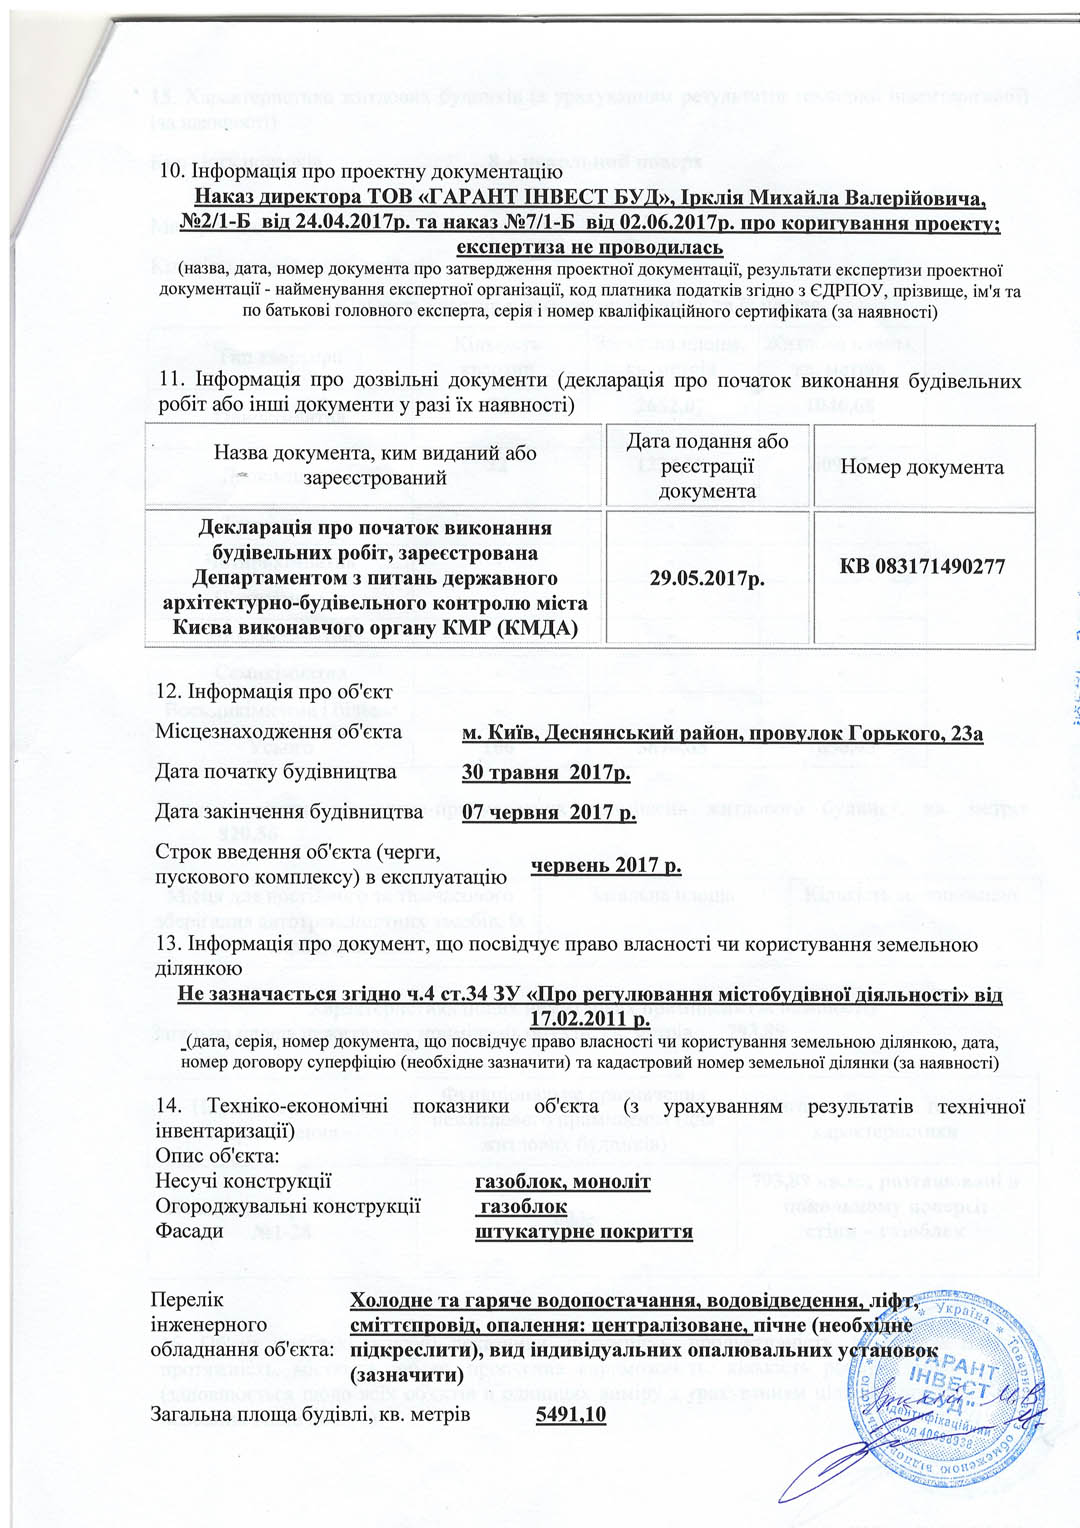 10. Інформація про проектну документацію
Наказ директора ТОВ «ГАРАНТ ІНВЕСТ БУД», Ірклія Михайла Валерійовича,
№2/1-Б від 24.04.2017р. та наказ №7/1-Б від 02.06.2017р. про коригування проекту;
експертиза не проводилась
(назва, дата, номер документа про затвердження проектної документації, результати експертизи проектної
документації - найменування експертної організації, код платника податків згідно з ЄДРПОУ, прізвище, ім'я та
по батькові головного експерта, серія і номер кваліфікаційного сертифіката (за наявності)
11. Інформація про дозвільні документи (декларація про початок виконання будівельних
робіт або інші документи у разі їх наявності)
Назва документа, ким виданий або
зареєстрований
Дата подання або
реєстрації
документа
Номер документа
Декларація про початок виконання
будівельних робіт, зареєстрована
Департаментом з питань державного
архітектурно-будівельного контролю міста
Києва виконавчого органу КМР (КМДА)
29.05.2017р.
КВ 083171490277
12. Інформація про об'єкт
Місцезнаходження об'єкта м. Київ, Деснянський район, провулок Горького, 23а
Дата початку будівництва 30 травня 2017р.
Дата закінчення будівництва 07 червня 2017 р.
Строк введення об'єкта (черги,
пускового комплексу) в експлуатацію червень 2017 р.
13. Інформація про документ, що посвідчує право власності чи користування земельною
ділянкою
Не зазначається згідно ч.4 ст.34 ЗУ «Про регулювання містобудівної діяльності» від
17.02.2011 р.
(дата, серія, номер документа, що посвідчує право власності чи користування земельною ділянкою, дата,
номер договору суперфіцію (необхідне зазначити) та кадастровий номер земельної ділянки (за наявності)
14. Техніко-економічні показники об'єкта (з урахуванням результатів технічної
інвентаризації)
Опис об'єкта:
Несучі конструкції газоблок, моноліт
Огороджувальні конструкції газоблок
Фасади штукатурне покриття
Перелік
інженерного
обладнання об'єкта:
Холодне та гаряче водопостачання, водовідведення, ліфт,
сміттєпровід, опалення: централізоване, пічне (необхідне
підкреслити), вид індивідуальних опалювальних установок
(зазначити)
Загальна площа будівлі, кв. метрів 5491,10
Україна
"ГАРАНТ
ІНВЕСТ
БУД"
Ідентифікаційний
код